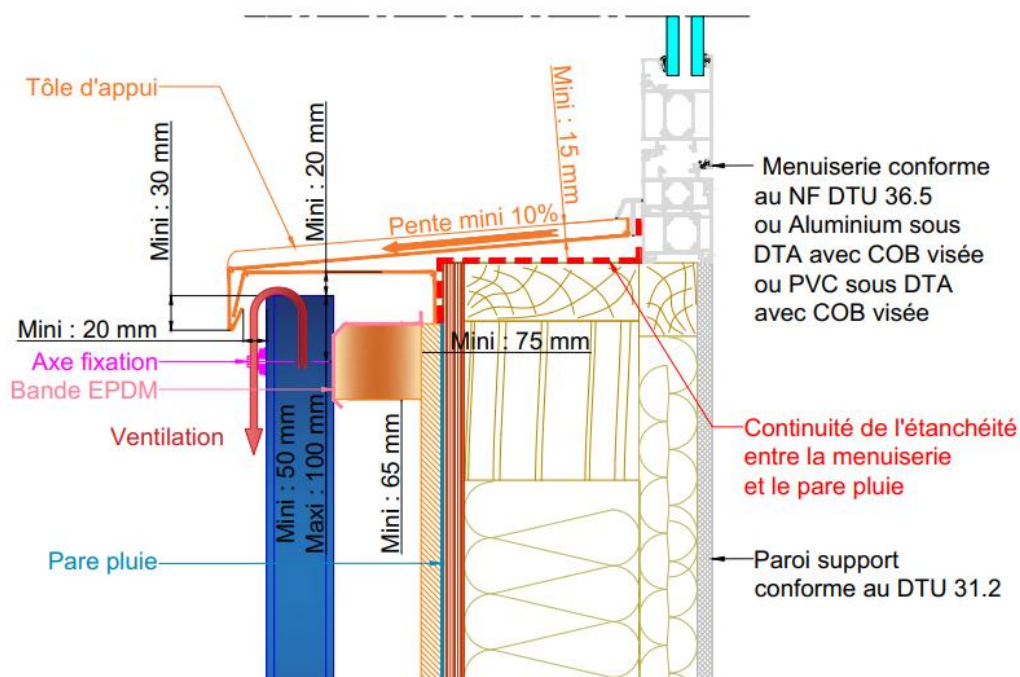 Tôle d'appui
Mini : 30 mm
Mini : 20 mm
Mini : 15 mm
Pente mini 10%
Menuiserie conforme
au NF DTU 36.5
ou Aluminium sous
DTA avec COB visée
ou PVC sous DTA
avec COB visée
Mini : 20 mm
Mini : 75 mm
Axe fixation
Bande EPDM
Ventilation
Mini : 50 mm
Maxi : 100 mm
Mini : 65 mm
Continuité de l'étanchéité
entre la menuiserie
et le pare pluie
Pare pluie
Paroi support
conforme au DTU 31.2